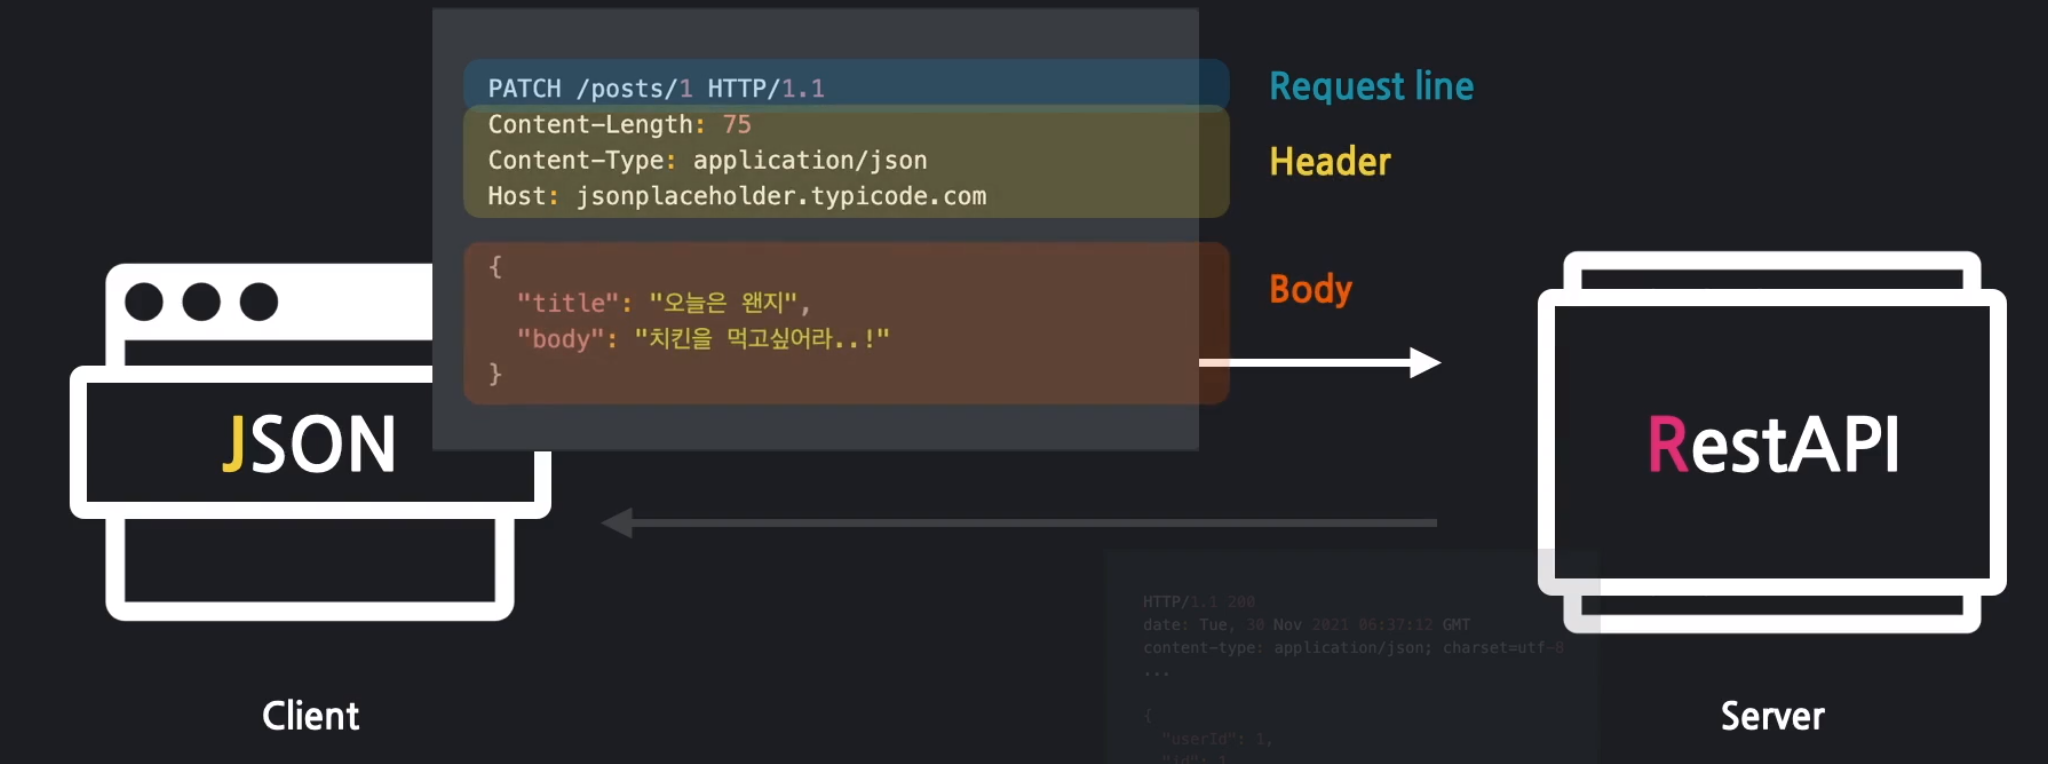 PATCH /posts/1 HTTP/1.1
Content-Length: 75
Content-Type: application/json
Host: jsonplaceholder.typicode.com
{
"title": "오늘은 왠지",
"body": "치킨을 먹고싶어라..!"
}
Request line
Header
Body
JSON
RestAPI
HTTP/1.1 200
date: Tue, 30 Nov 2021 06:37:12 GMT
content-type: application/json; charset=utf-8
...
{
"userId": 1,
Client
Server